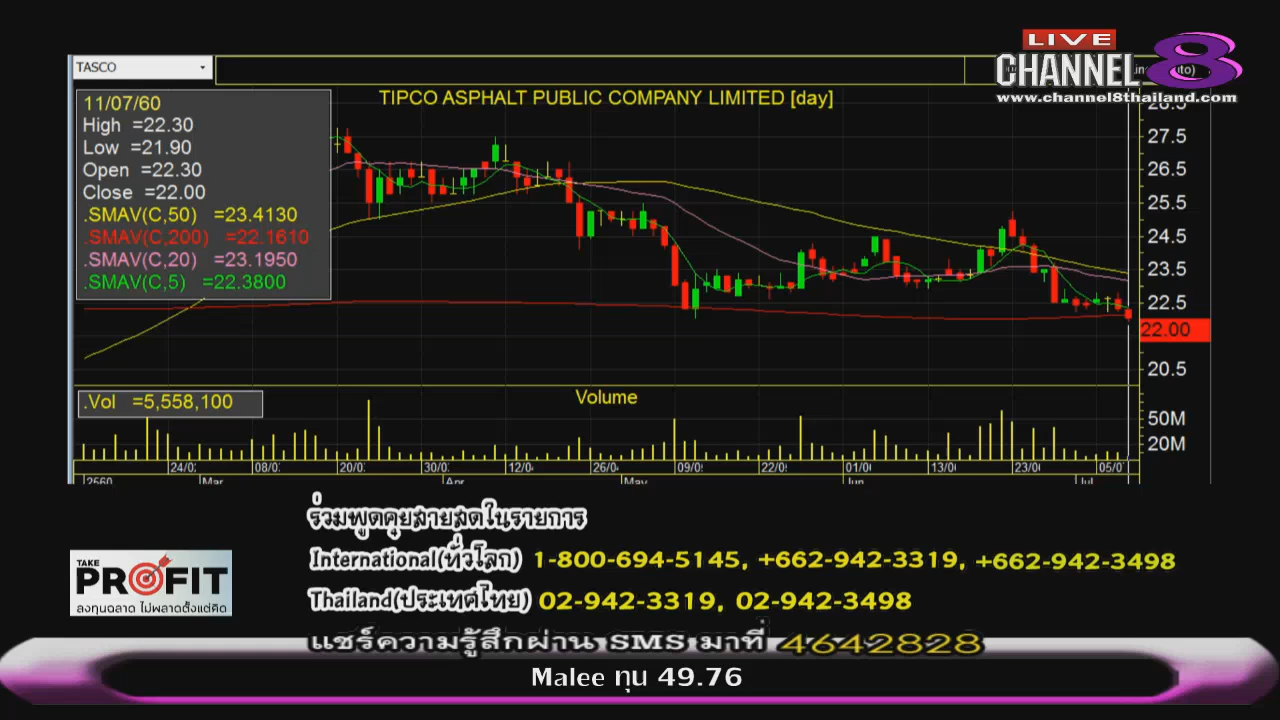 LIVE
CHANNEL 8
www.channel8thailand.com
TASCO
TIPCO ASPHALT PUBLIC COMPANY LIMITED [day]
11/07/60
High =22.30
Low =21.90
Open =22.30
Close =22.00
.SMAV(C,50) =23.4130
.SMAV(C,200) =22.1610
.SMAV(C,20) =23.1950
.SMAV(C,5) =22.3800
28.5
27.5
26.5
25.5
24.5
23.5
22.5
22.00
20.5
.Vol =5,558,100
Volume
50M
20M
24/02 08/0 20/0 30/0 12/0 26/04 09/0 22/0 01/0 13/0 23/0 05/07
2560 Mar Apr May Jun Jul
ร่วมพูดคุยสายสดในรายการ
International(ทั่วโลก) 1-800-694-5145, +662-942-3319, +662-942-3498
Thailand(ประเทศไทย) 02-942-3319, 02-942-3498
แชร์ความรู้สึกผ่าน SMS มาที่ 4642828
TAKE
PROFIT
ลงทุนฉลาด ไม่พลาดตั้งแต่คิด
Malee ทุน 49.76